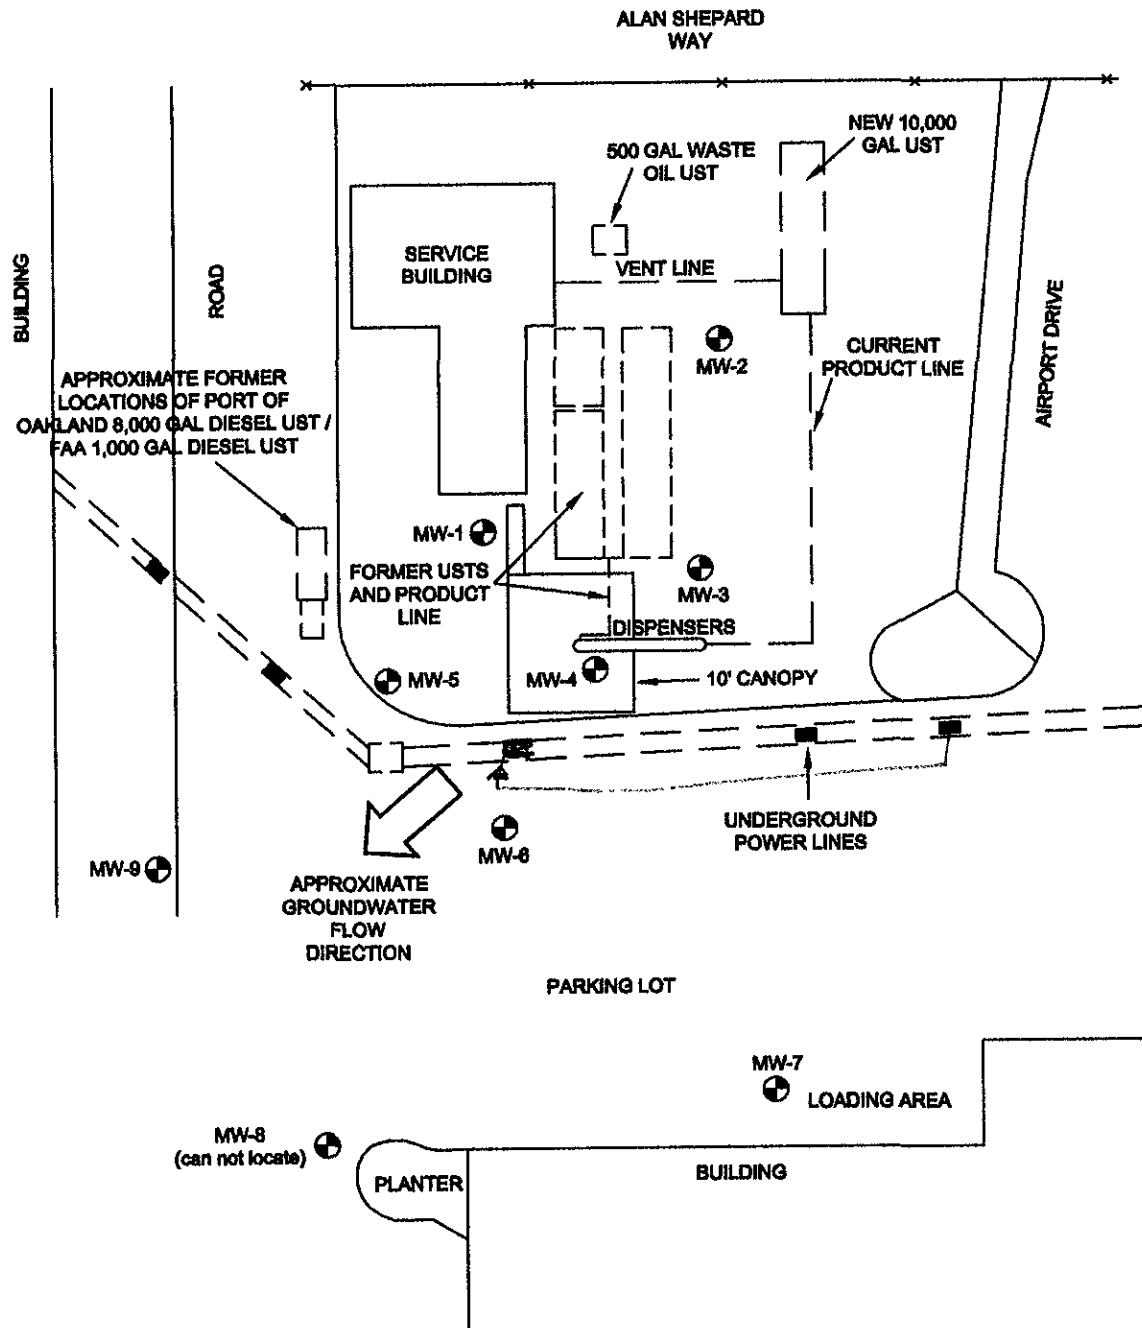 ALAN SHEPARD
WAY
NEW 10,000
GAL UST
500 GAL WASTE
OIL UST
SERVICE
BUILDING
VENT LINE
BUILDING
ROAD
MW-2
CURRENT
PRODUCT LINE
AIRPORT DRIVE
APPROXIMATE FORMER
LOCATIONS OF PORT OF
OAKLAND 8,000 GAL DIESEL UST /
FAA 1,000 GAL DIESEL UST
MW-1
FORMER USTS
AND PRODUCT
LINE
MW-3
DISPENSERS
MW-5
MW-4
10' CANOPY
UNDERGROUND
POWER LINES
MW-6
MW-9
APPROXIMATE
GROUNDWATER
FLOW
DIRECTION
PARKING LOT
MW-7
LOADING AREA
MW-8
(can not locate)
PLANTER
BUILDING